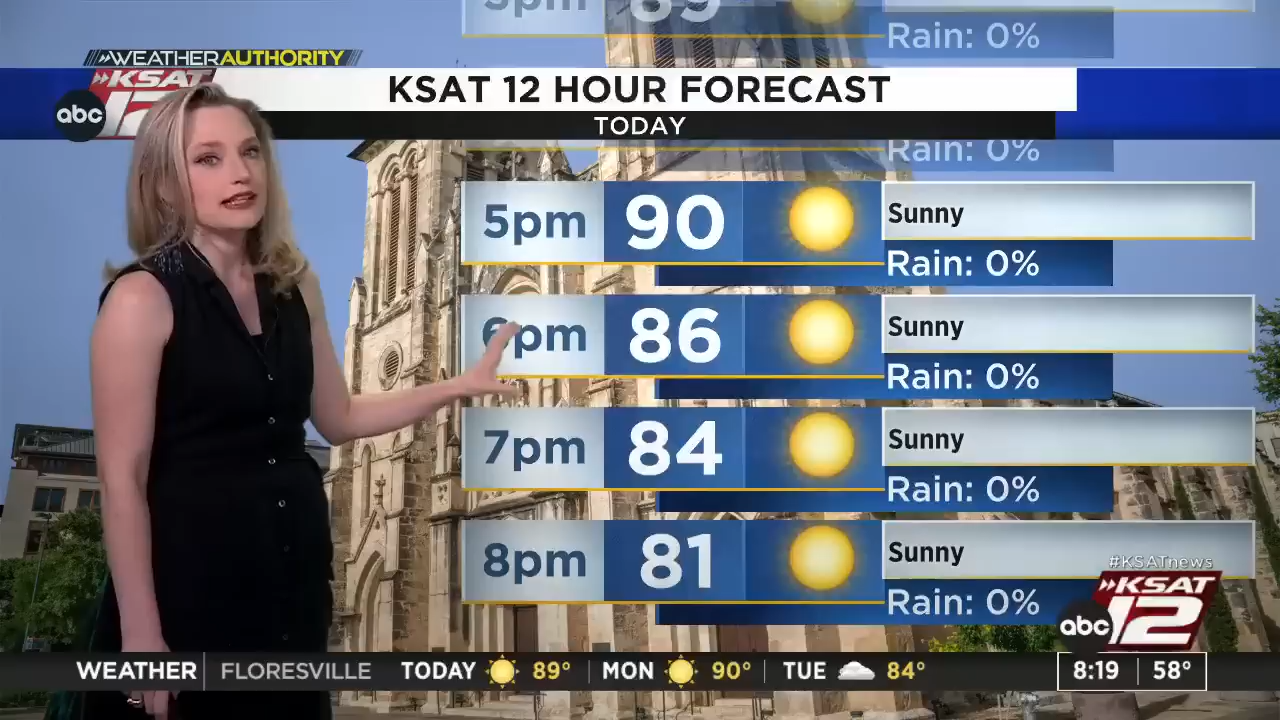 89
Rain: 0%
WEATHERAUTHORITY
KSAT
12
abc
KSAT 12 HOUR FORECAST
TODAY
Rain: 0%
5pm 90 Sunny
Rain: 0%
6pm 86 Sunny
Rain: 0%
7pm 84 Sunny
Rain: 0%
8pm 81 Sunny
Rain: 0%
#KSATnews
KSAT
abc 12
WEATHER FLORESVILLE TODAY 89° MON 90° TUE 84° 8:19 58°